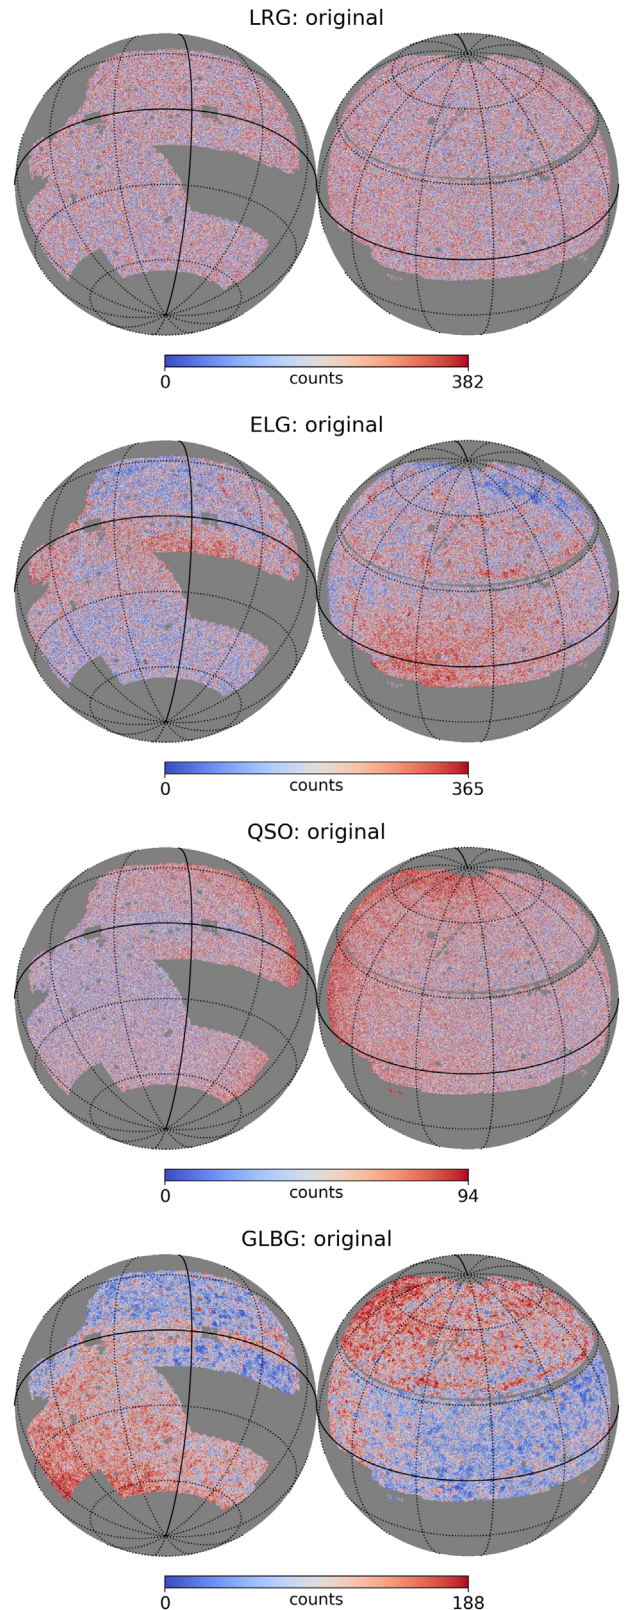 LRG: original
0 counts 382
ELG: original
0 counts 365
QSO: original
0 counts 94
GLBG: original
0 counts 188